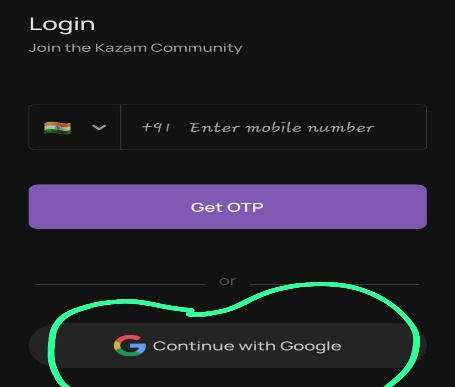 Login
Join the Kazam Community
+91 Enter mobile number
Get OTP
or
Continue with Google